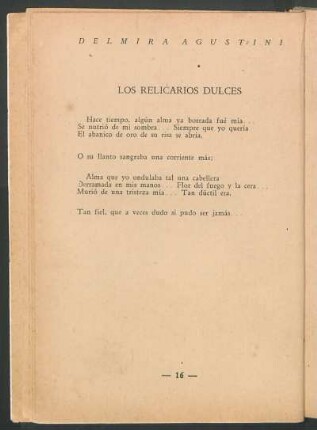 DELMIRA AGUSTINI
LOS RELICARIOS DULCES
Hace tiempo, algún alma ya borrada fué mía...
Se nutrió de mi sombra... Siempre que yo quería
El abanico de oro de su risa se abría,
O su llanto sangraba una corriente más;
Alma que yo ondulaba tal una cabellera
Derramada en mis manos... Flor del fuego y la cera...
Murió de una tristeza mía... Tan dúctil era,
Tan fiel, que a veces dudo si pudo ser jamás...
— 16 —